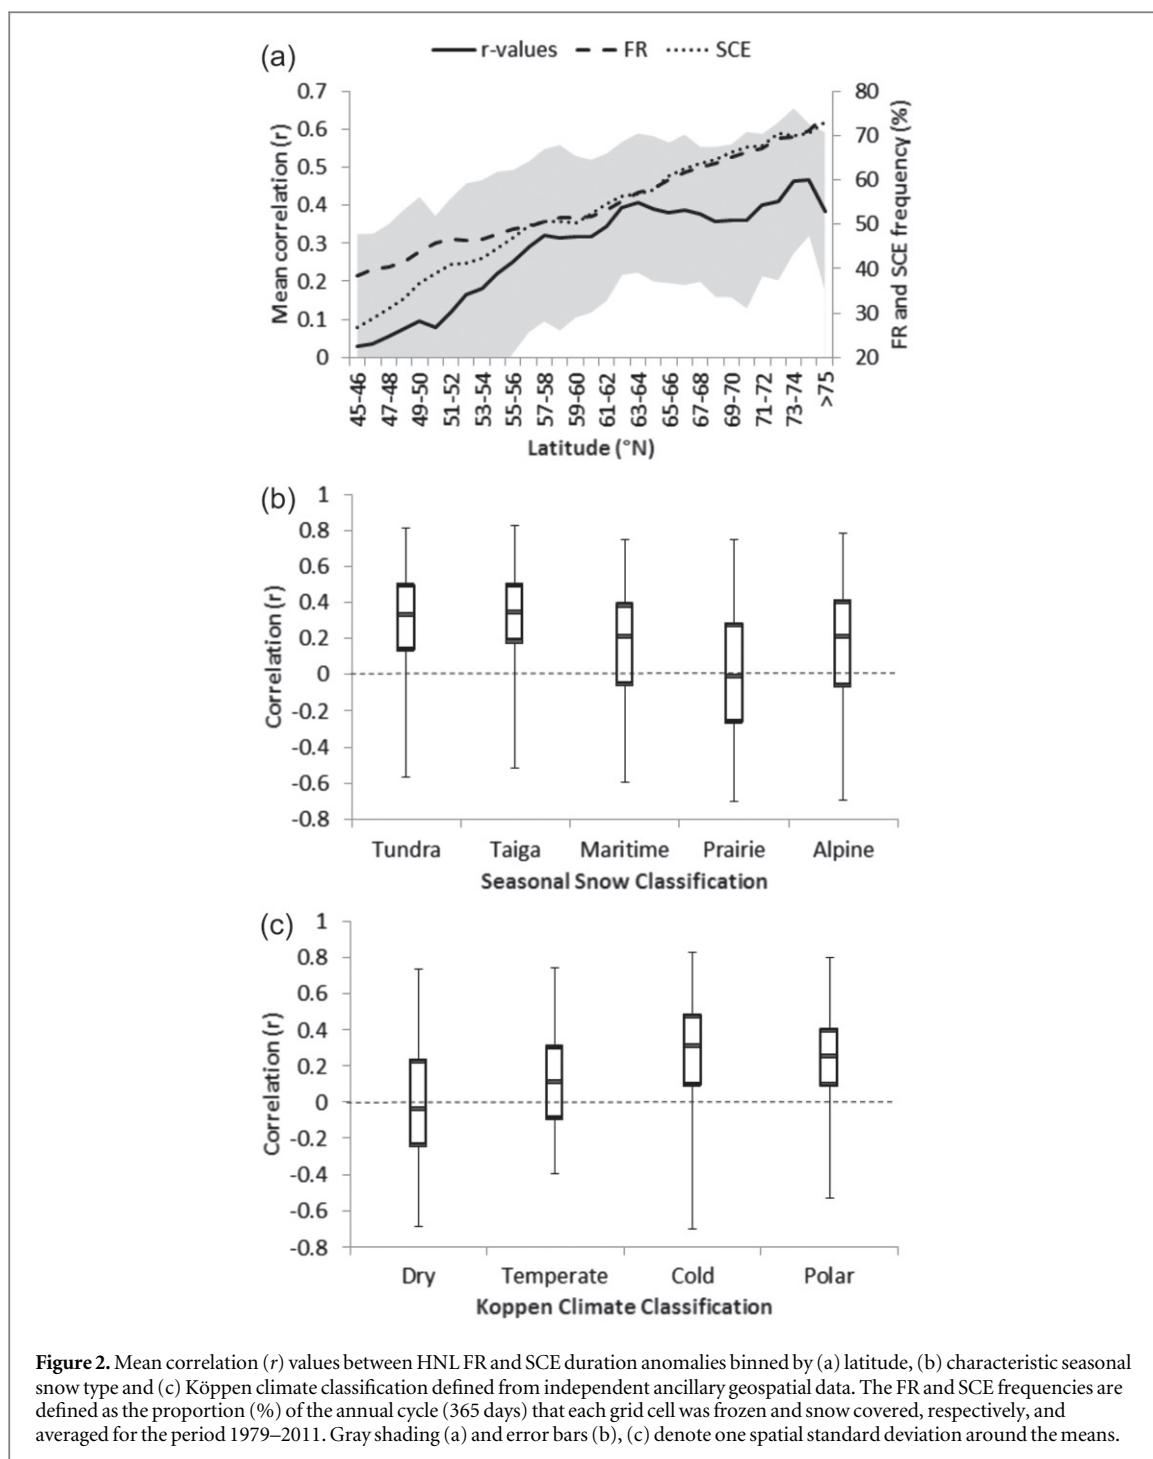 (a)
r-values FR SCE
Mean correlation (r)
0.7
0.6
0.5
0.4
0.3
0.2
0.1
0
80
70
60
50
40
30
20
FR and SCE frequency (%)
45-46 47-48 49-50 51-52 53-54 55-56 57-58 59-60 61-62 63-64 65-66 67-68 69-70 71-72 73-74 >75
Latitude (°N)
(b)
Correlation (r)
1
0.8
0.6
0.4
0.2
0
-0.2
-0.4
-0.6
-0.8
Tundra Taiga Maritime Prairie Alpine
Seasonal Snow Classification
(c)
Correlation (r)
1
0.8
0.6
0.4
0.2
0
-0.2
-0.4
-0.6
-0.8
Dry Temperate Cold Polar
Koppen Climate Classification
Figure 2. Mean correlation (r) values between HNL FR and SCE duration anomalies binned by (a) latitude, (b) characteristic seasonal
snow type and (c) Köppen climate classification defined from independent ancillary geospatial data. The FR and SCE frequencies are
defined as the proportion (%) of the annual cycle (365 days) that each grid cell was frozen and snow covered, respectively, and
averaged for the period 1979–2011. Gray shading (a) and error bars (b), (c) denote one spatial standard deviation around the means.